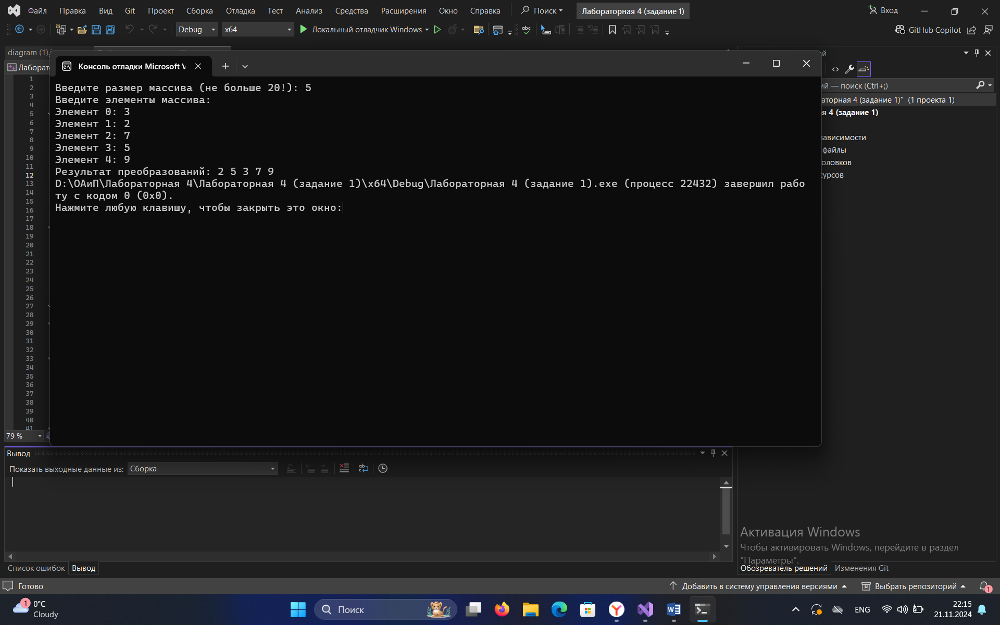 Файл Правка Вид Git Проект Сборка Отладка Тест Анализ Средства Расширения Окно Справка Поиск Лабораторная 4 (задание 1) Вход
Debug x64 Локальный отладчик Windows GitHub Copilot
diagram (1)
Консоль отладки Microsoft V
Введите размер массива (не больше 20!): 5
Введите элементы массива:
Элемент 0: 3
Элемент 1: 2
Элемент 2: 7
Элемент 3: 5
Элемент 4: 9
Результат преобразований: 2 5 3 7 9
D:\ОАиП\Лабораторная 4\Лабораторная 4 (задание 1)\x64\Debug\Лабораторная 4 (задание 1).exe (процесс 22432) завершил рабо
ту с кодом 0 (0x0).
Нажмите любую клавишу, чтобы закрыть это окно:
Лаборат
1
2
3
4
5
6
7
8
9
10
11
12
13
14
15
16
17
18
19
20
21
22
23
24
25
26
27
28
29
30
31
32
33
34
35
36
37
38
39
40
41
79 %
ий
ий — поиск (Ctrl+;)
аторная 4 (задание 1)" (1 проекта 1)
я 4 (задание 1)
зависимости
файлы
оловков
сурсов
Вывод
Показать выходные данные из: Сборка
Список ошибок Вывод
Активация Windows
Чтобы активировать Windows, перейдите в раздел
"Параметры".
Обозреватель решений Изменения Git
Готово Добавить в систему управления версиями Выбрать репозиторий 1
1 0°C
Cloudy
Поиск
ENG
22:15
21.11.2024